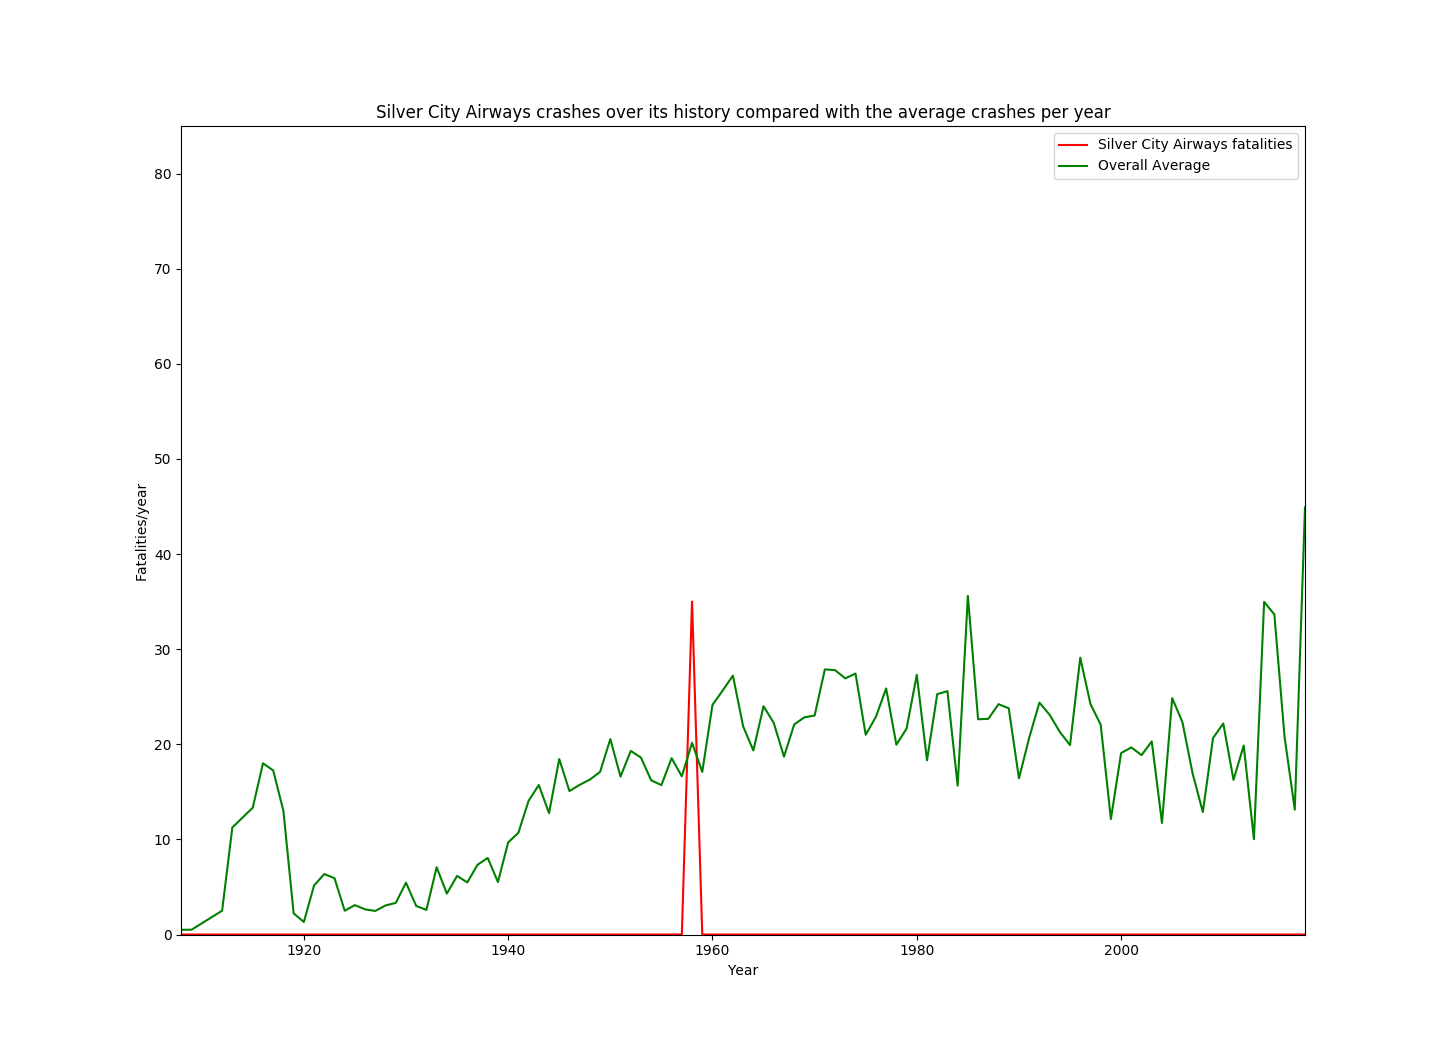 Silver City Airways crashes over its history compared with the average crashes per year
Silver City Airways fatalities
Overall Average
80
70
60
50
40
30
20
10
0
Fatalities/year
1920
1940
1960
1980
2000
Year